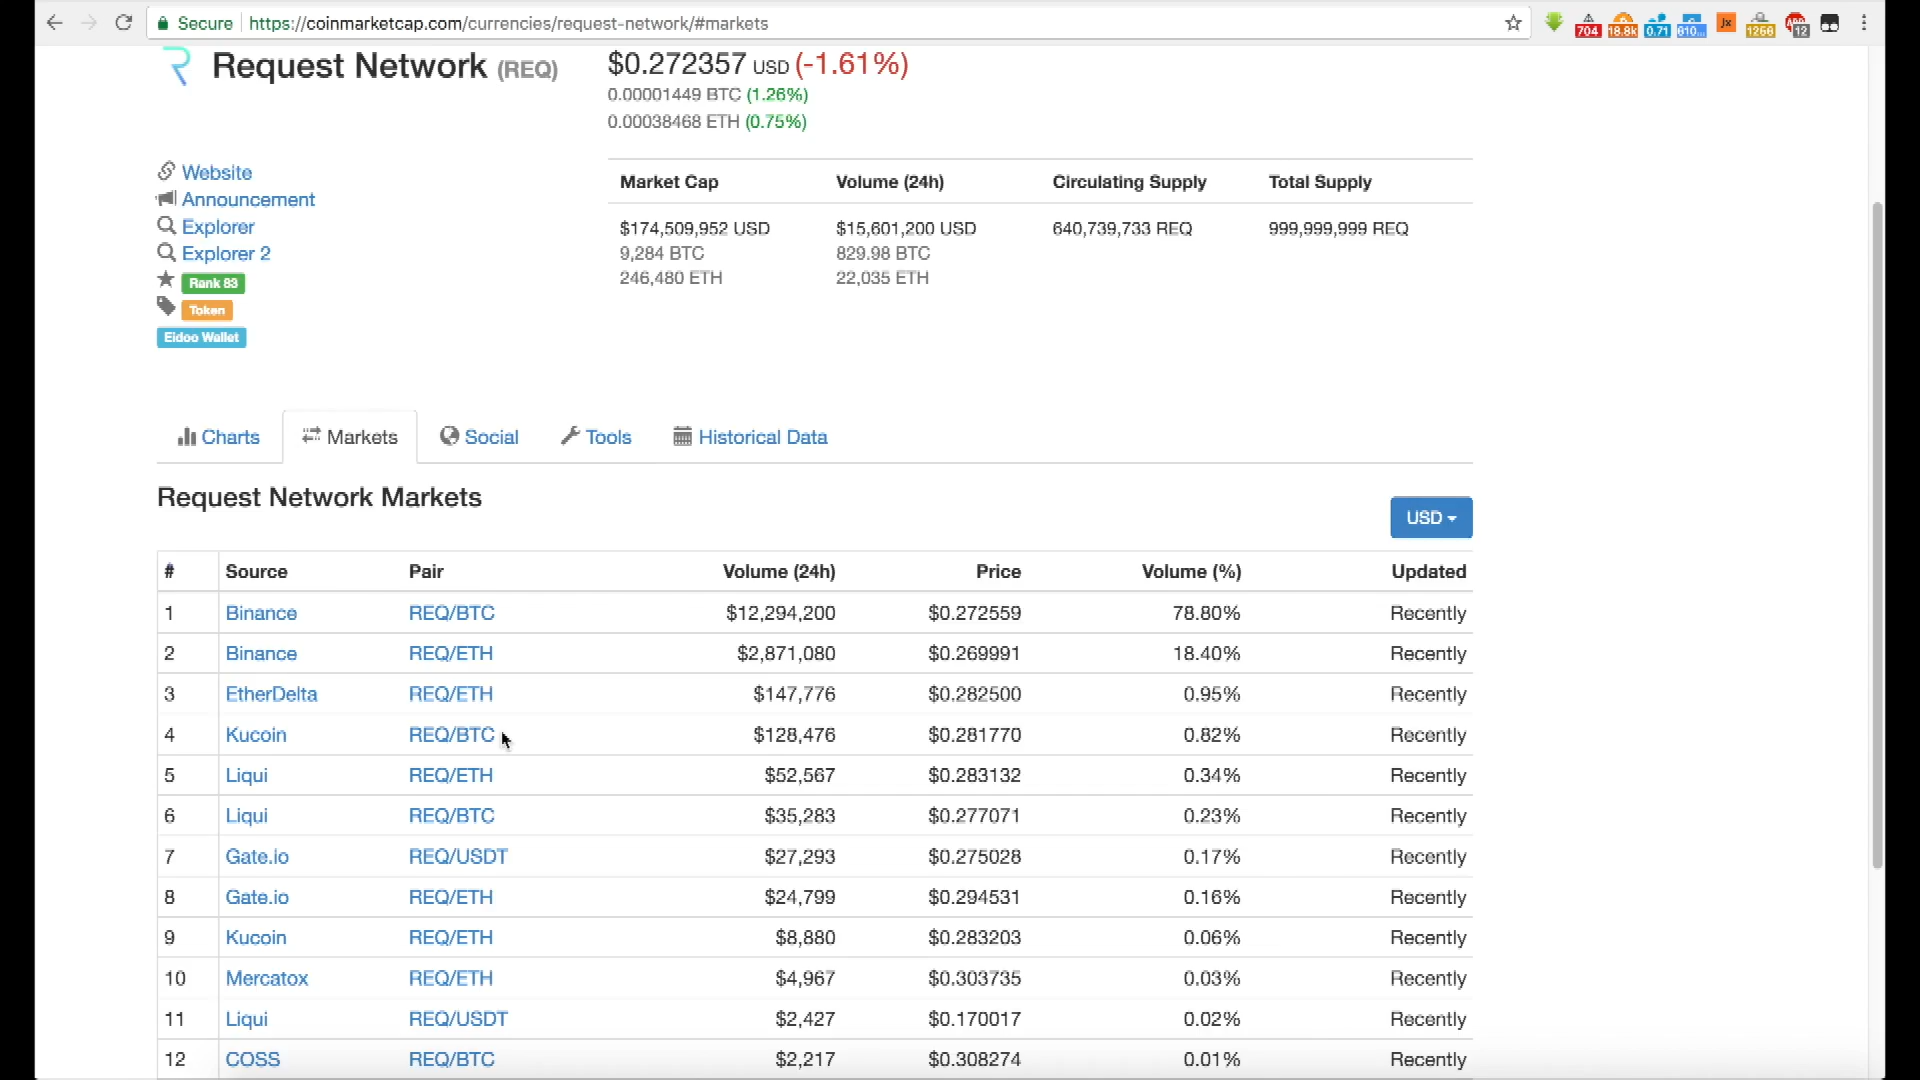 Secure https://coinmarketcap.com/currencies/request-network/#markets
704 18.8k 0.71 810... Jx 1266 12
Request Network (REQ)
$0.272357 USD (-1.61%)
0.00001449 BTC (1.26%)
0.00038468 ETH (0.75%)
Website
Announcement
Explorer
Explorer 2
Rank 83
Token
Eidoo Wallet
Market Cap Volume (24h) Circulating Supply Total Supply
$174,509,952 USD $15,601,200 USD 640,739,733 REQ 999,999,999 REQ
9,284 BTC 829.98 BTC
246,480 ETH 22,035 ETH
Charts Markets Social Tools Historical Data
Request Network Markets
USD
# Source Pair Volume (24h) Price Volume (%) Updated
1 Binance REQ/BTC $12,294,200 $0.272559 78.80% Recently
2 Binance REQ/ETH $2,871,080 $0.269991 18.40% Recently
3 EtherDelta REQ/ETH $147,776 $0.282500 0.95% Recently
4 Kucoin REQ/BTC $128,476 $0.281770 0.82% Recently
5 Liqui REQ/ETH $52,567 $0.283132 0.34% Recently
6 Liqui REQ/BTC $35,283 $0.277071 0.23% Recently
7 Gate.io REQ/USDT $27,293 $0.275028 0.17% Recently
8 Gate.io REQ/ETH $24,799 $0.294531 0.16% Recently
9 Kucoin REQ/ETH $8,880 $0.283203 0.06% Recently
10 Mercatox REQ/ETH $4,967 $0.303735 0.03% Recently
11 Liqui REQ/USDT $2,427 $0.170017 0.02% Recently
12 COSS REQ/BTC $2,217 $0.308274 0.01% Recently